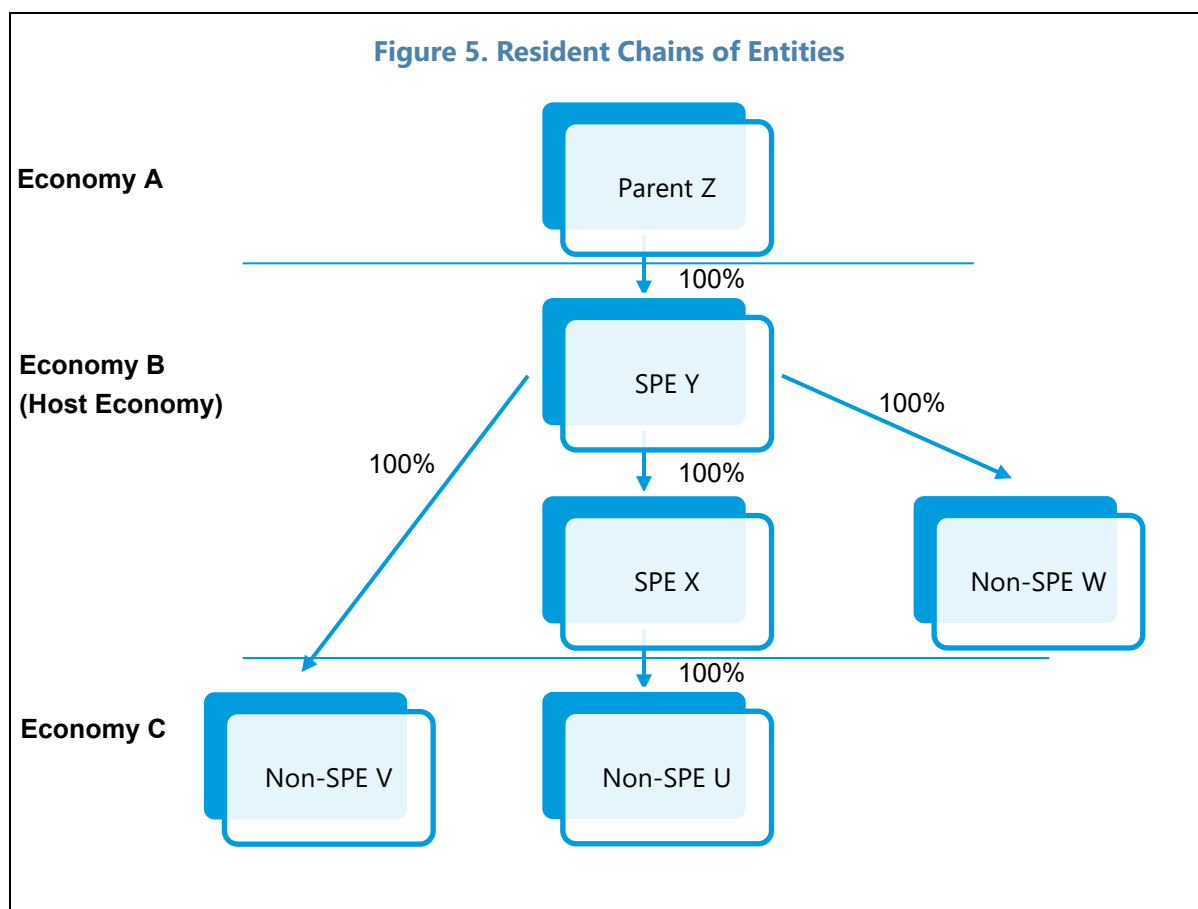 Figure 5. Resident Chains of Entities
Economy A
Parent Z
100%
Economy B
(Host Economy)
SPE Y
100%
100%
100%
SPE X
Non-SPE W
100%
Economy C
Non-SPE V
Non-SPE U